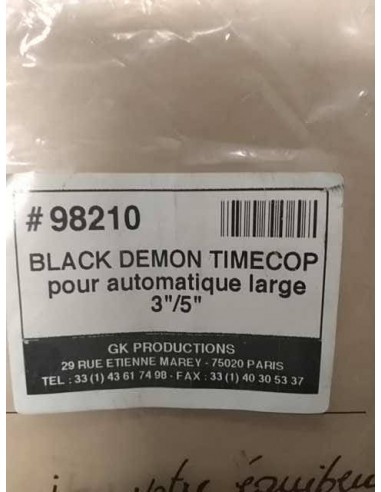 # 98210
BLACK DEMON TIMECOP
pour automatique large
3"/5"
GK PRODUCTIONS
29 RUE ETIENNE MAREY - 75020 PARIS
TEL : 33 (1) 43 61 74 98 - FAX : 33 (1) 40 30 53 37
votre